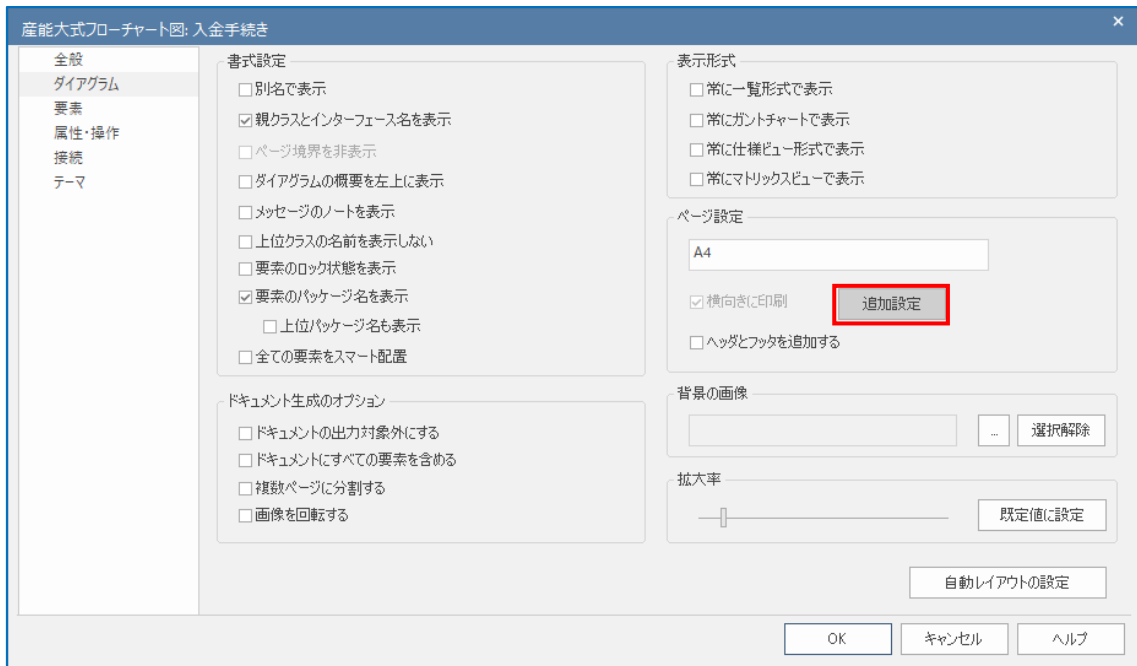 産能大式フローチャート図: 入金手続き
全般
ダイアグラム
要素
属性・操作
接続
テーマ
書式設定
別名で表示
親クラスとインターフェース名を表示
ページ境界を非表示
ダイアグラムの概要を左上に表示
メッセージのノートを表示
上位クラスの名前を表示しない
要素のロック状態を表示
要素のパッケージ名を表示
上位パッケージ名も表示
全ての要素をスマート配置
ドキュメント生成のオプション
ドキュメントの出力対象外にする
ドキュメントにすべての要素を含める
複数ページに分割する
画像を回転する
表示形式
常に一覧形式で表示
常にガントチャートで表示
常に仕様ビュー形式で表示
常にマトリックスビューで表示
ページ設定
A4
横向きに印刷
追加設定
ヘッダとフッタを追加する
背景の画像
...
選択解除
拡大率
既定値に設定
自動レイアウトの設定
OK
キャンセル
ヘルプ